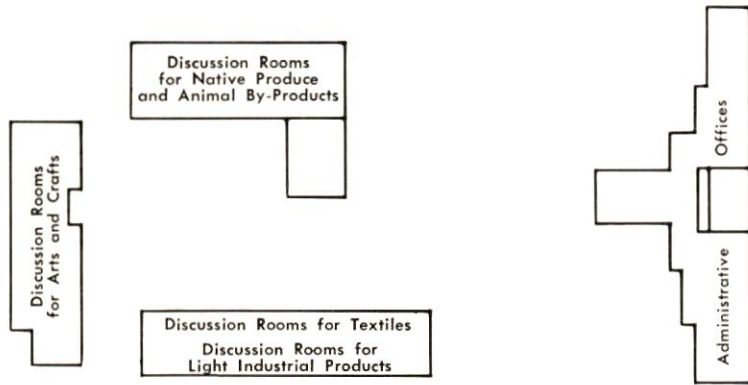 Discussion Rooms
for Native Produce
and Animal By-Products
Discussion Rooms
for Arts and Crafts
Discussion Rooms for Textiles
Discussion Rooms for
Light Industrial Products
Administrative Offices